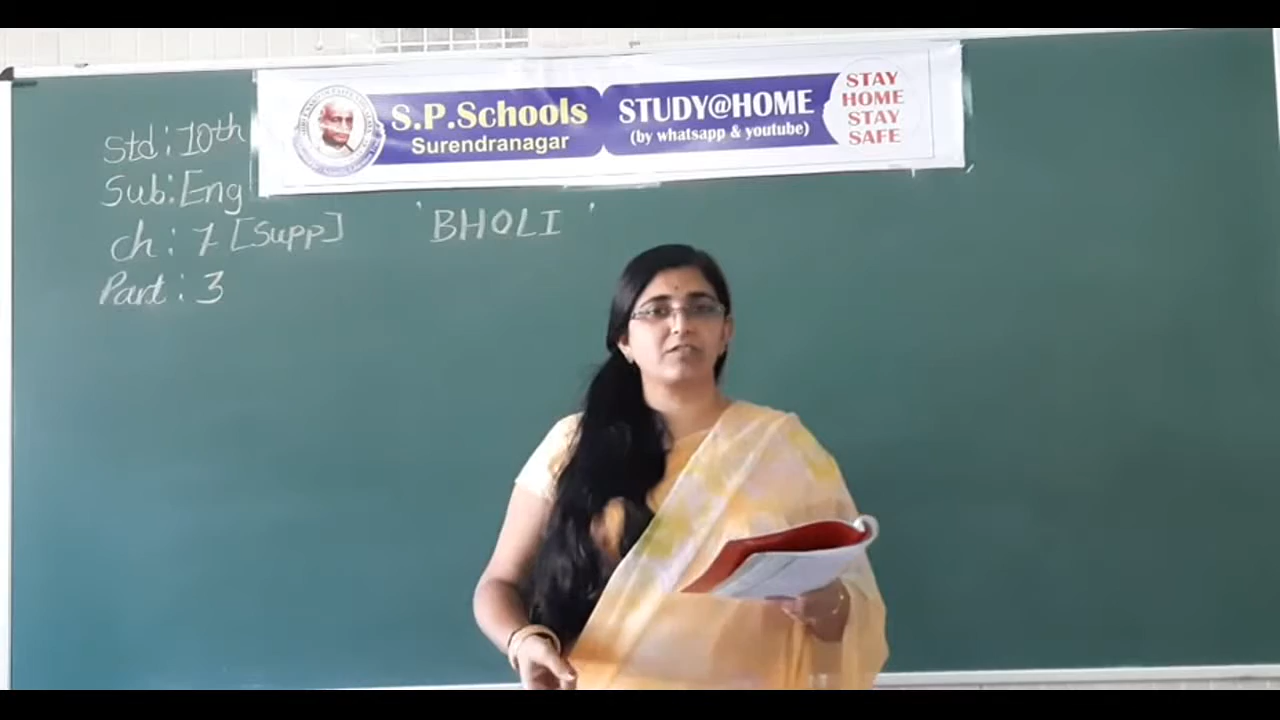 S.P.Schools
Surendranagar
STUDY@HOME
(by whatsapp & youtube)
STAY
HOME
STAY
SAFE
Std: 10th
Sub: Eng
Ch: 7 [Supp]
'BHOLI'
Part: 3